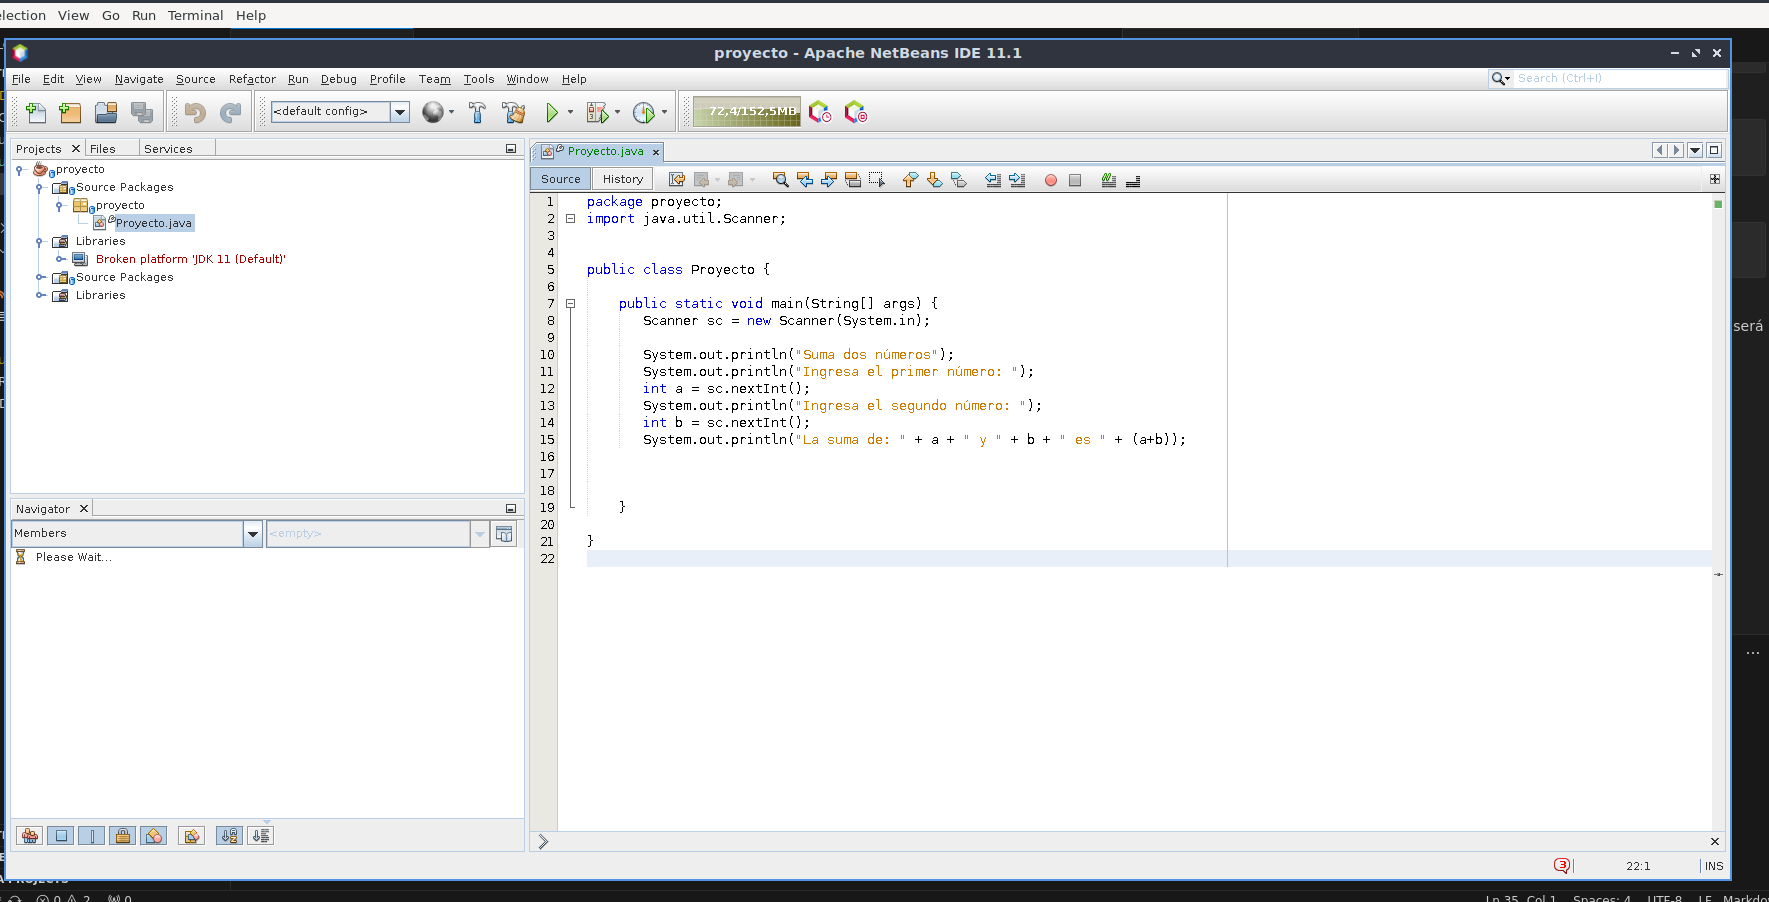 election View Go Run Terminal Help
proyecto - Apache NetBeans IDE 11.1
File Edit View Navigate Source Refactor Run Debug Profile Team Tools Window Help
Search (Ctrl+I)
<default config>
72,4/152,5MB
Projects Files Services
proyecto
Source Packages
proyecto
Proyecto.java
Libraries
Broken platform 'JDK 11 (Default)'
Source Packages
Libraries
Navigator
Members
<empty>
Please Wait...
Proyecto.java
Source History
1 package proyecto;
2 import java.util.Scanner;
3
4
5 public class Proyecto {
6
7 public static void main(String[] args) {
8 Scanner sc = new Scanner(System.in);
9
10 System.out.println("Suma dos números");
11 System.out.println("Ingresa el primer número: ");
12 int a = sc.nextInt();
13 System.out.println("Ingresa el segundo número: ");
14 int b = sc.nextInt();
15 System.out.println("La suma de: " + a + " y " + b + " es " + (a+b));
16
17
18
19 }
20
21 }
22
será
3
22:1
INS
0 2 0
Ln 35, Col 1 Spaces: 4 UTF-8 LF